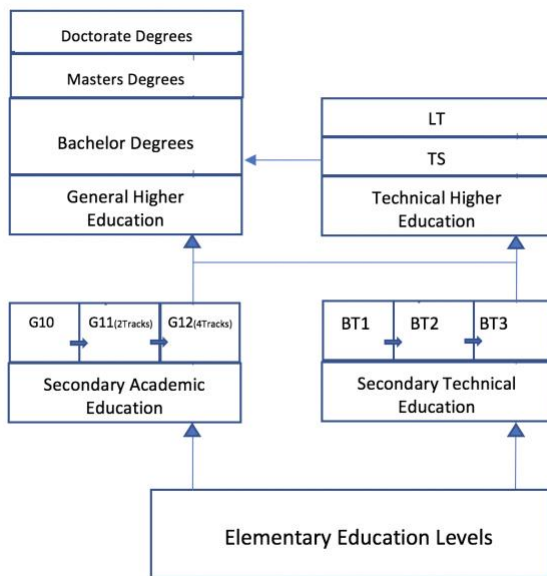 Doctorate Degrees
Masters Degrees
Bachelor Degrees
General Higher
Education
LT
TS
Technical Higher
Education
G10
G11(2Tracks)
G12(4Tracks)
Secondary Academic
Education
BT1
BT2
BT3
Secondary Technical
Education
Elementary Education Levels